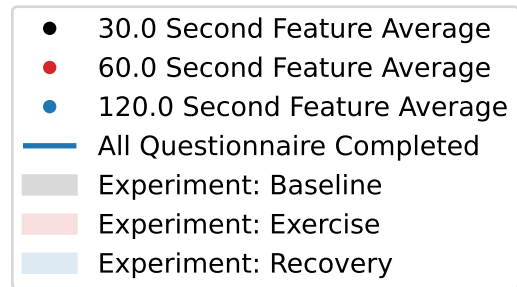 30.0 Second Feature Average
60.0 Second Feature Average
120.0 Second Feature Average
All Questionnaire Completed
Experiment: Baseline
Experiment: Exercise
Experiment: Recovery